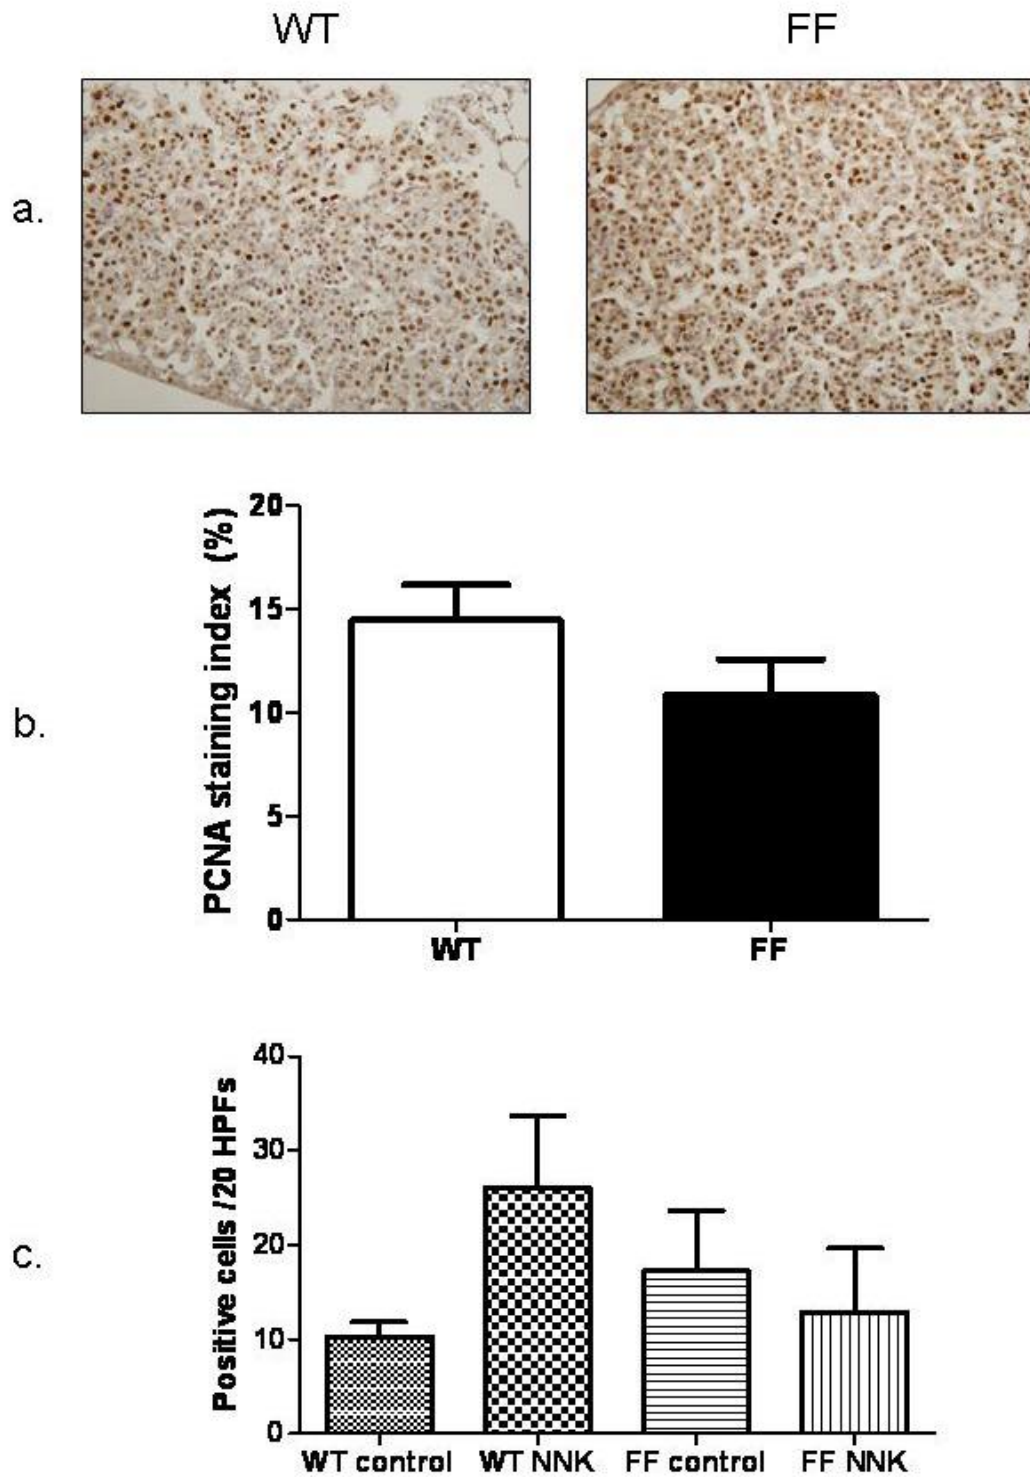 WT FF
a.
b.
PCNA staining index (%)
20
15
10
5
0
WT FF
c.
Positive cells /20 HPFs
40
30
20
10
0
WT control WT NNK FF control FF NNK